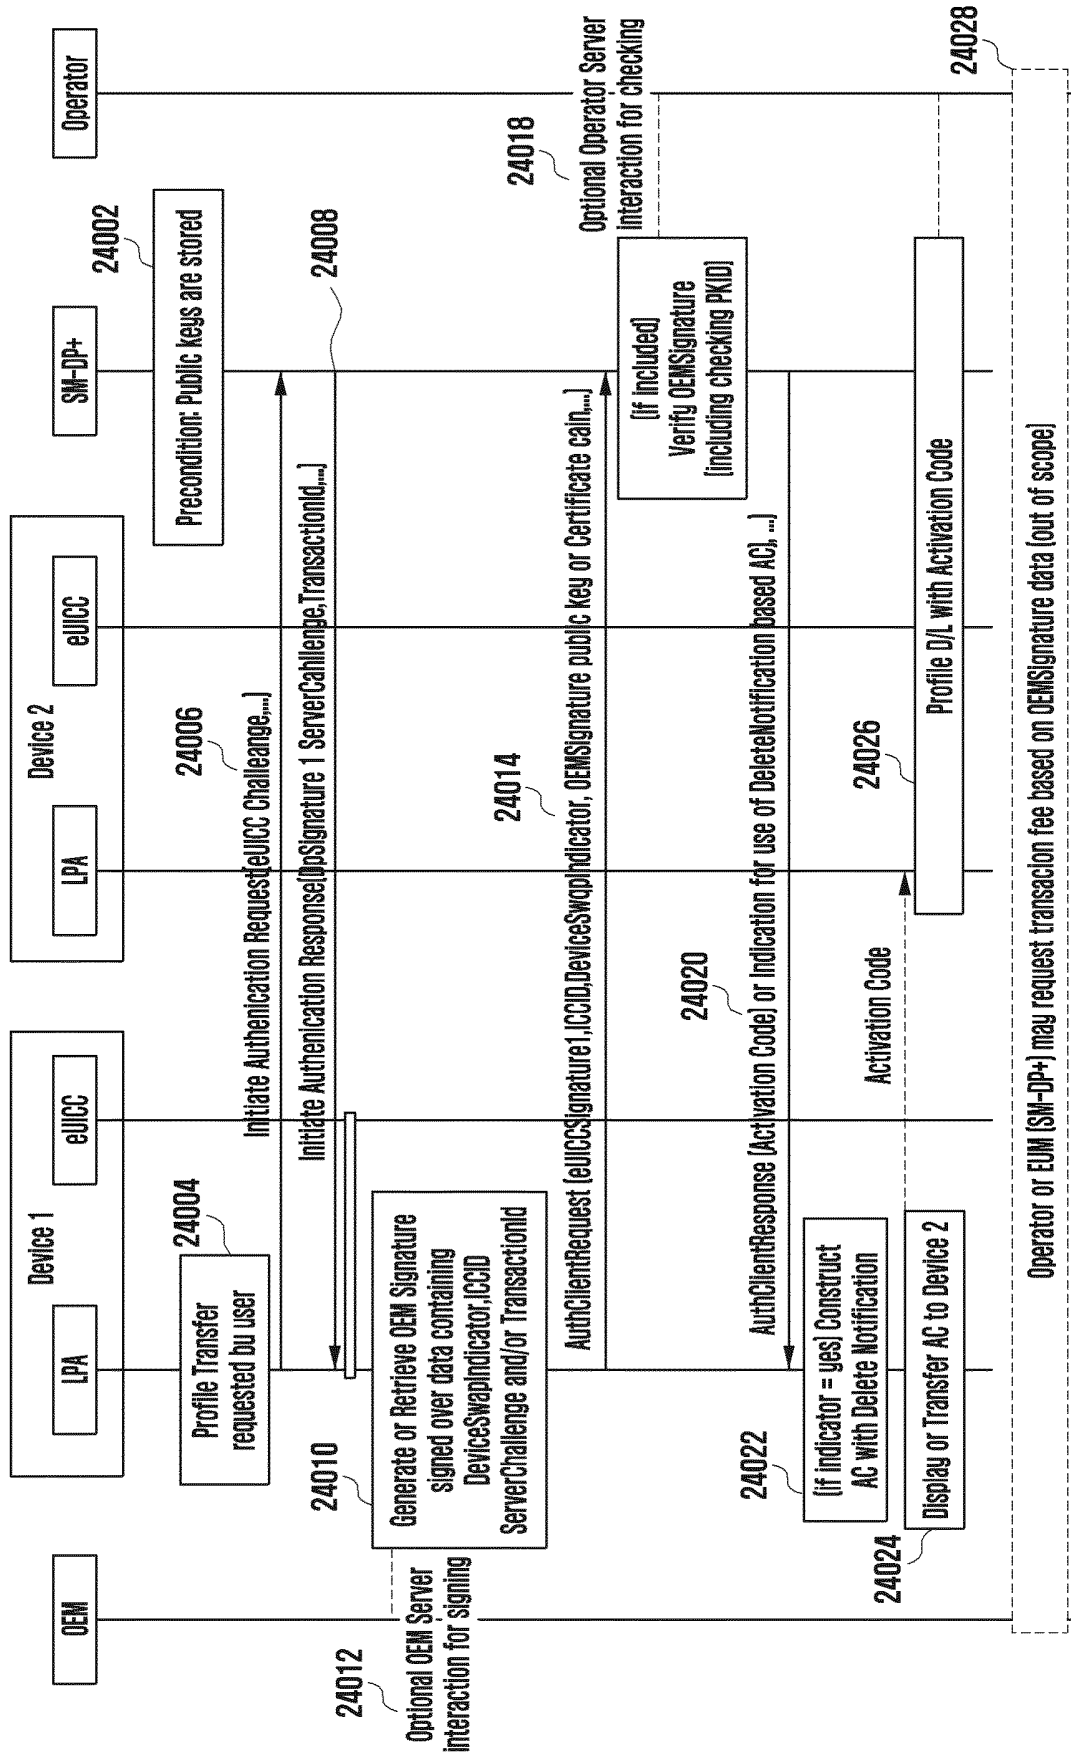 OEM
Device 1
LPA
eUICC
Device 2
LPA
eUICC
SM-DP+
Operator
24002
Precondition: Public Keys are stored
24004
Profile Transfer
requested bu user
24006
Initiate Authenication Request(eUICC Challeange,...)
24008
Initiate Authenication Response(DpSignature 1 ServerCahllenge,TransactionId,...)
24010
Generate or Retrieve OEM Signature
signed over data containing
DeviceSwapIndicator,ICCID
ServerChallenge and/or TransactionId
24012
Optional OEM Server
interaction for signing
24014
AuthClientRequest (eUICCSignature1,ICCID,DeviceSwapIndicator, OEMSignature public key or Certificate cain,...)
24018
Optional Operator Server
interaction for checking
(if included)
Verify OEMSignature
(including checking PKID)
24020
AuthClientResponse (Activation Code) or Indication for use of DeleteNotification based AC), ...)
24022
(if indicator = yes) Construct
AC with Delete Notification
24024
Display or Transfer AC to Device 2
Activation Code
24026
Profile D/L with Activation Code
24028
Operator or EUM (SM-DP+) may request transacion fee based on OEMSignature data (out of scope)